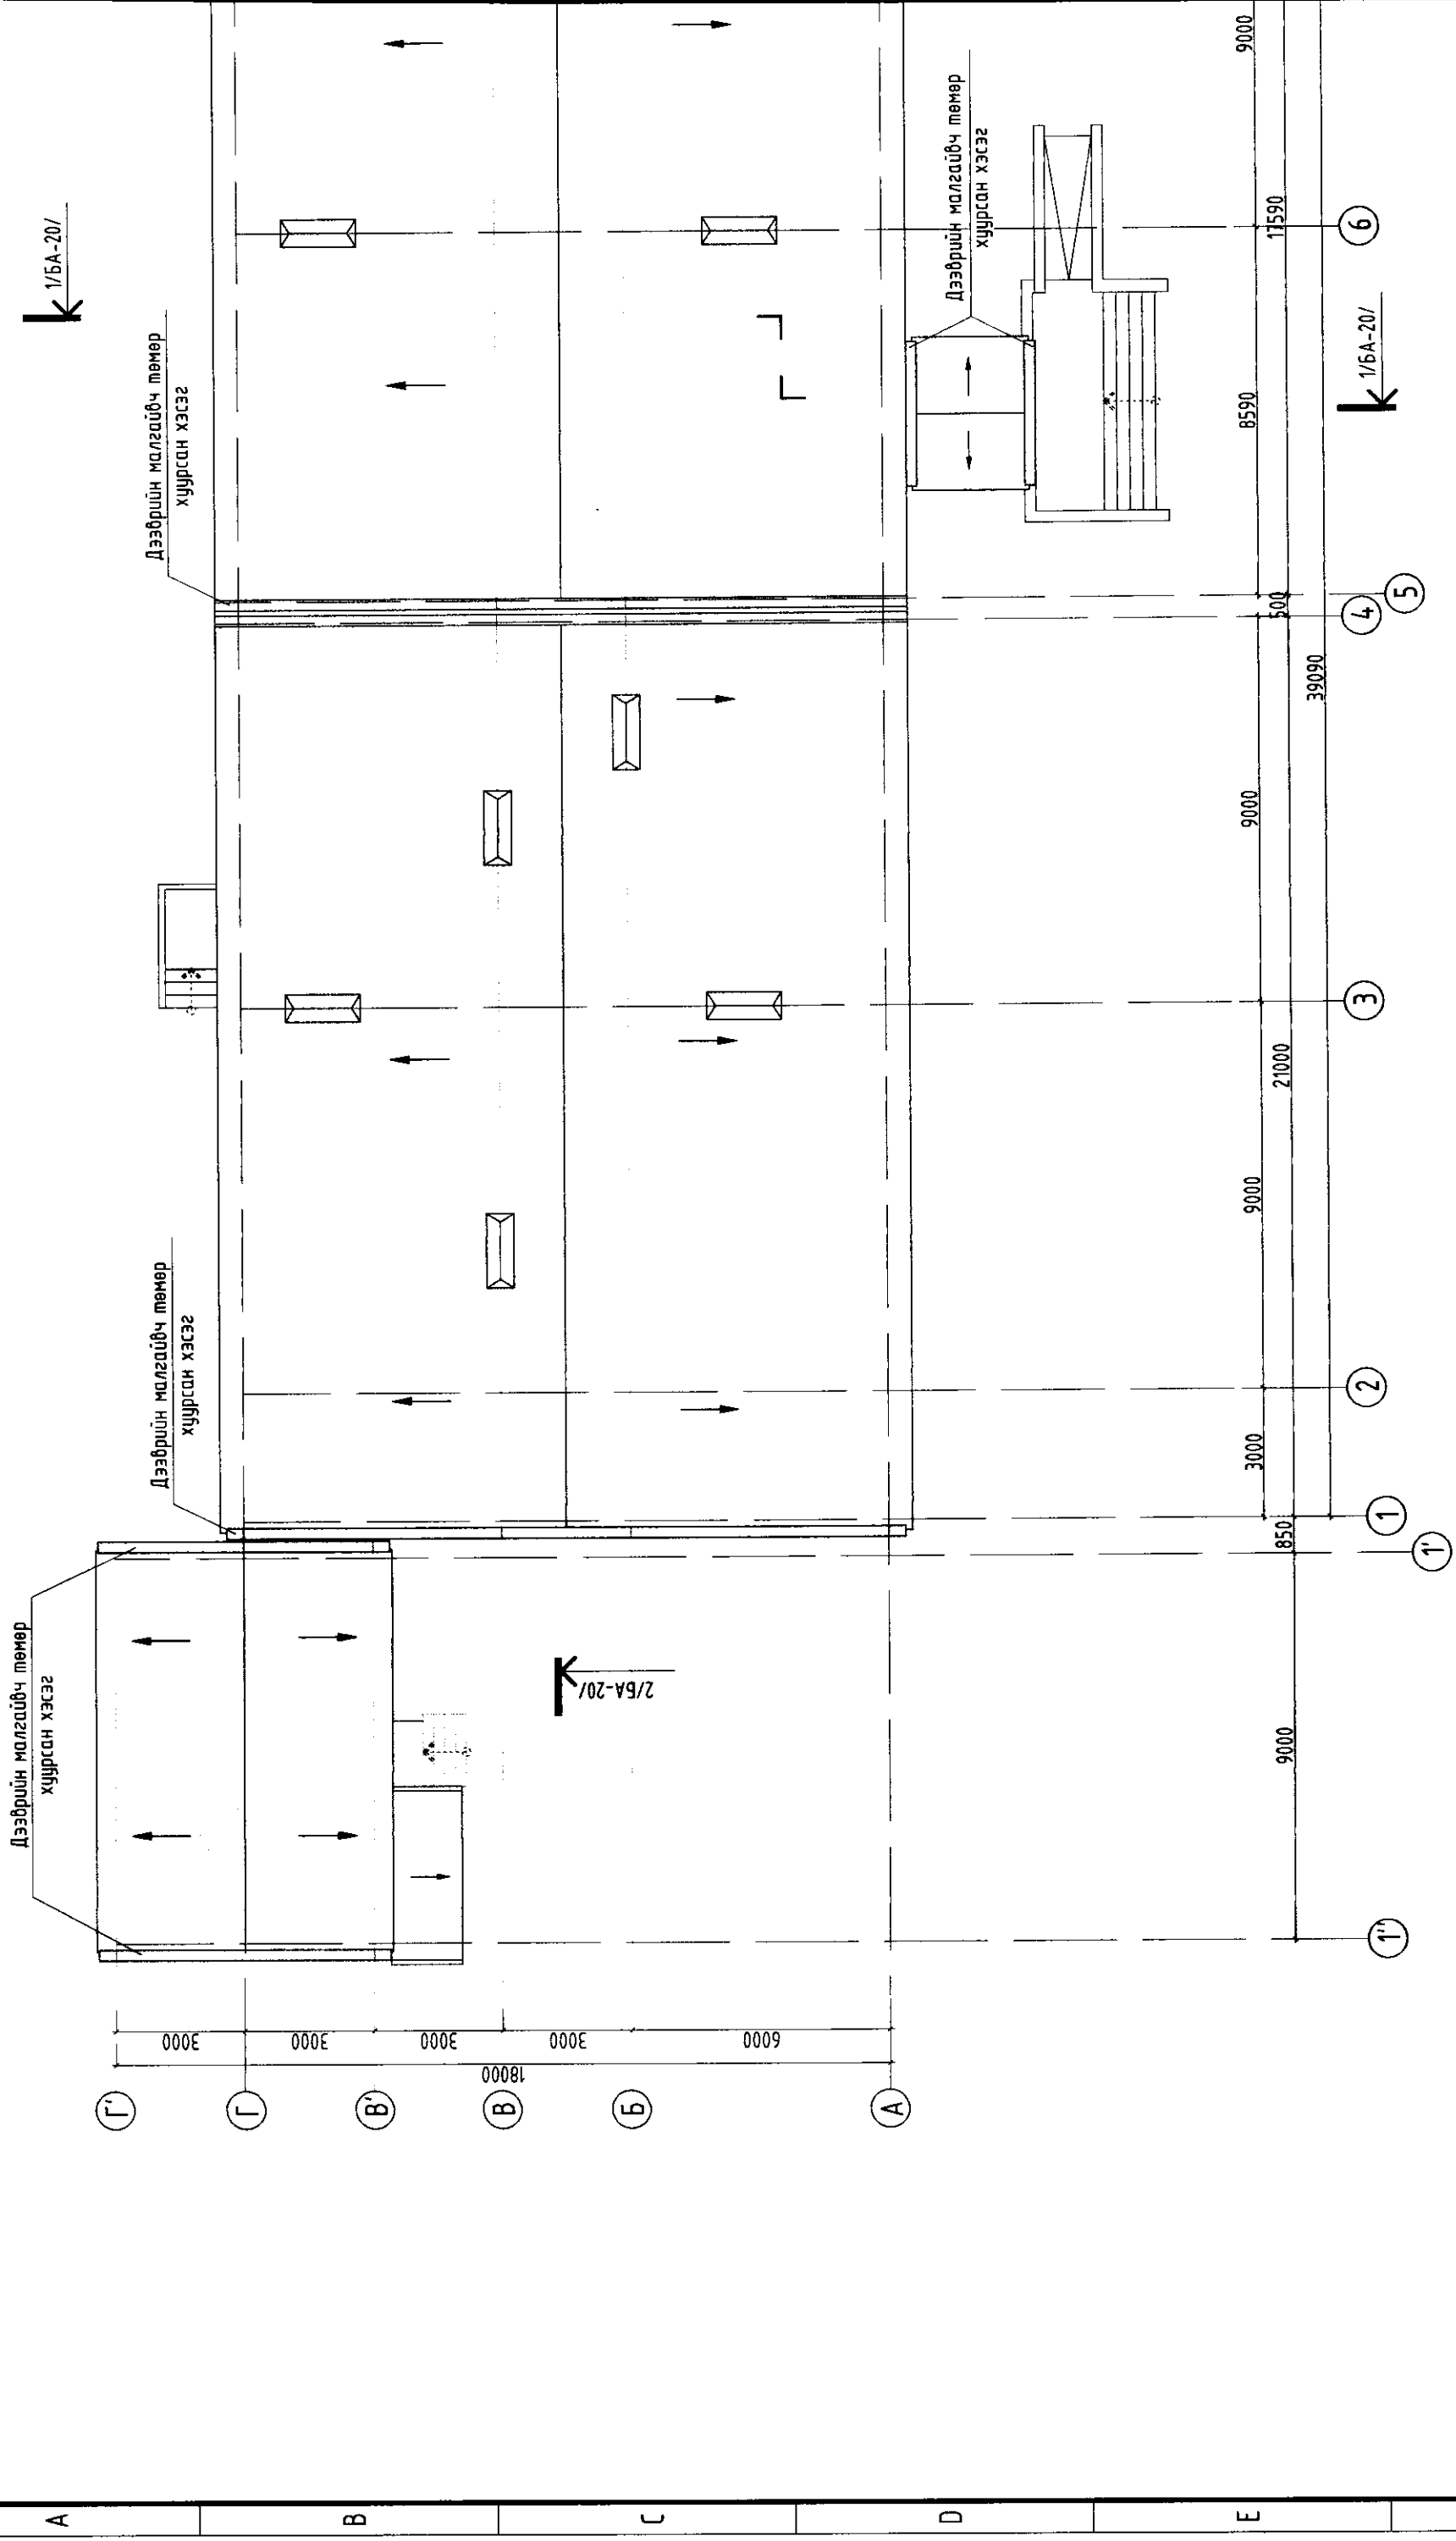 1/БА-20/
Дээврийн малгайвч төмөр
хуурсан хэсэг
Дээврийн малгайвч төмөр
хуурсан хэсэг
Дээврийн малгайвч төмөр
хуурсан хэсэг
Дээврийн малгайвч төмөр
хуурсан хэсэг
2/БА-20/
1/БА-20/
Г'
Г
В'
В
Б
А
3000
3000
3000
3000
6000
18000
3000
9000
9000
8590
9000
9000
850
21000
500
17590
39090
1''
1'
1
2
3
4
5
6
A
B
C
D
E